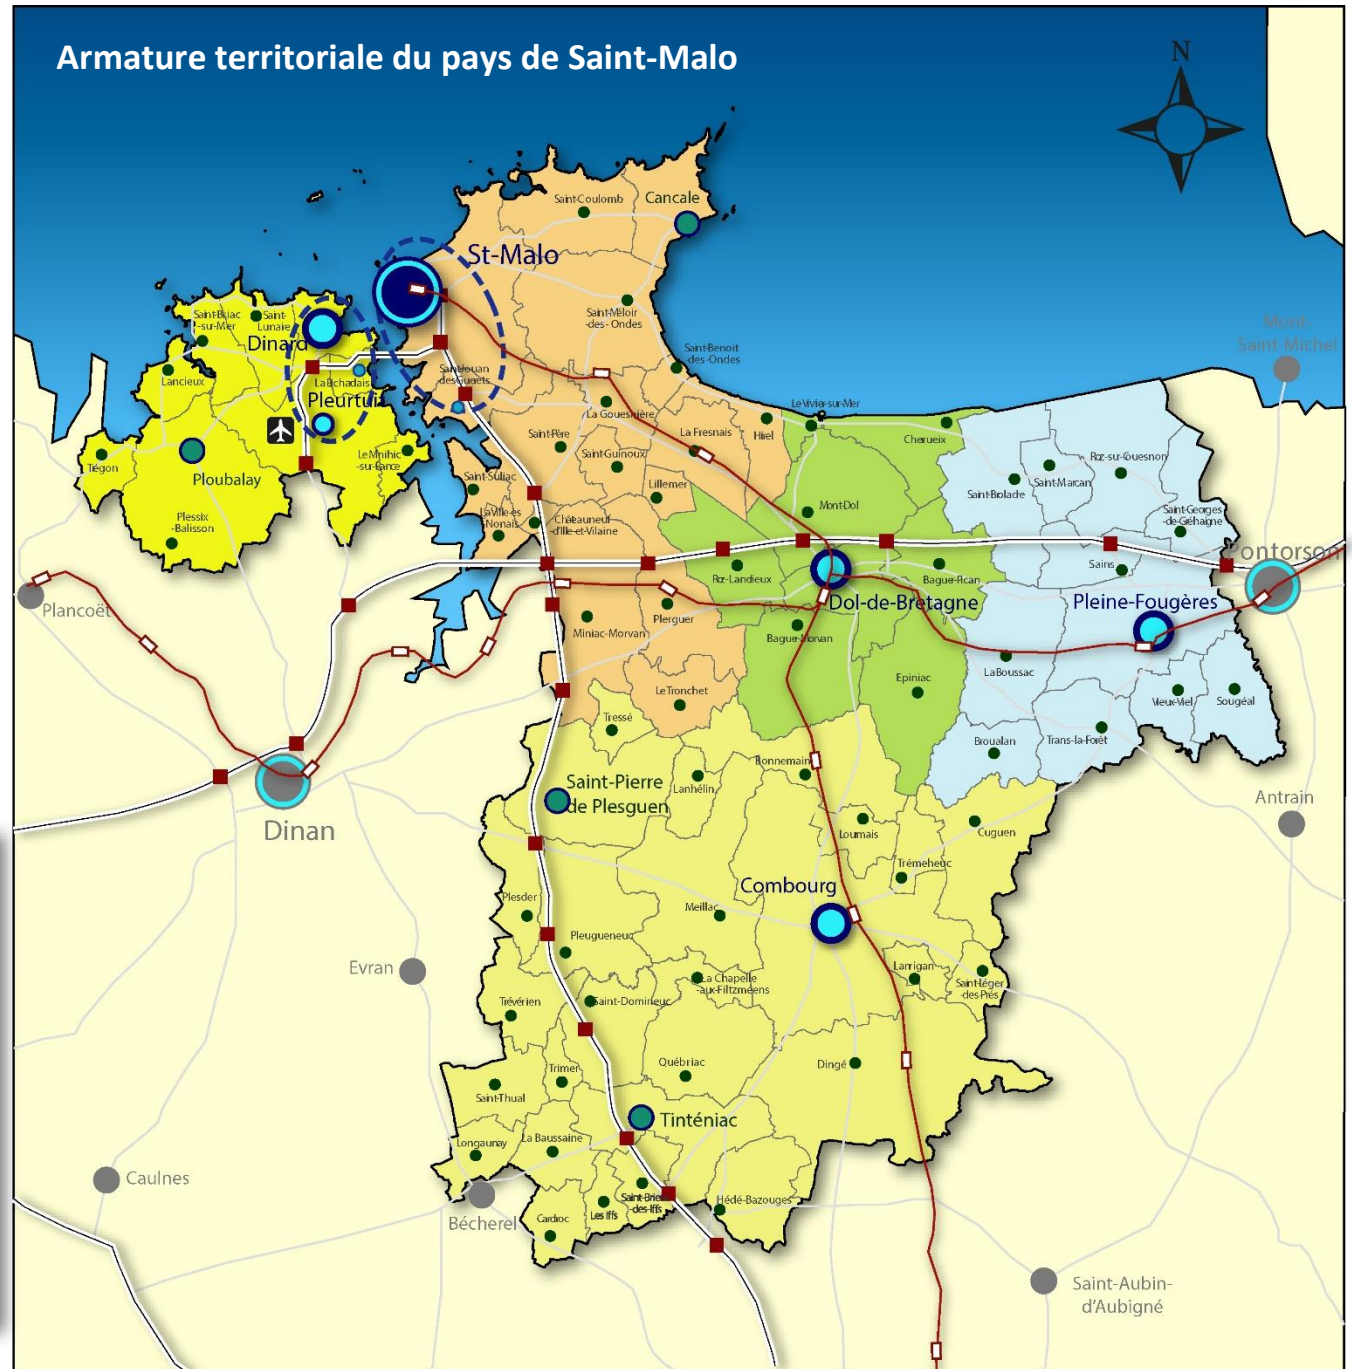 Armature territoriale du pays de Saint-Malo
N
Saint-Coulomb
Cancale
St-Malo
Saint-Méloir
-des-Ondes
Saint-Briac
-sur-Mer
Saint-
Lunaire
Dinard
Lancieux
Pleurtuit
Saint-Jouan
des-Guérets
Saint-Benoit
-des-Ondes
Mont-
Saint-Michel
La Gouesnière
Le Vivier-sur-Mer
Cherueix
Hirel
La Fresnais
Saint-Père
Saint-Guinoux
Lillemer
Trégon
Ploubalay
Le Minihic
-sur-Rance
Plessix
-Balisson
Saint-Suliac
La Ville-ès
-Nonais
Châteauneuf
d'Ille-et-Vilaine
Mont-Dol
Saint-Broladre
Saint-Marcan
Roz-sur-Couesnon
Saint-Georges
-de-Gréhaigne
Pontorson
Sains
Roz-Landrieux
Bague-Pican
Dol-de-Bretagne
Pleine-Fougères
Plancoët
Miniac-Morvan
Plerguer
Bague-Morvan
Epiniac
La Boussac
Vieux-Viel
Sougéal
Le Tronchet
Broualan
Trans-la-Forêt
Tressé
Bonnemain
Lanhélin
Saint-Pierre
de Plesguen
Dinan
Antrain
Lourmais
Cuguen
Trémeheuc
Combourg
Meillac
Plesder
Pleugueneuc
Evran
Lanrigan
Saint-Léger
-des-Prés
La Chapelle
-aux-Filtzméens
Trévérien
Saint-Domineuc
Québriac
Dingé
Trimer
Saint-Thual
Tinténiac
Longaunay
La Baussaine
Caulnes
Bécherel
Cardroc
Les Iffs
Saint-Brieuc
-des-Iffs
Hédé-Bazouges
Saint-Aubin-
d'Aubigné